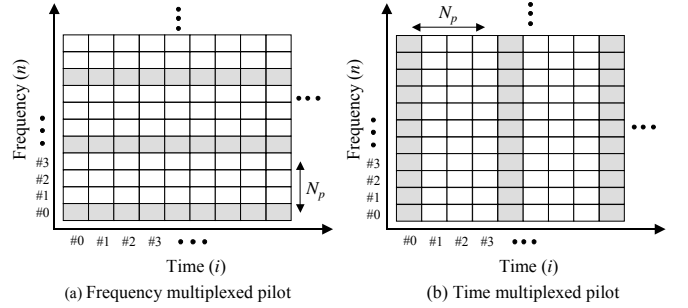 Frequency (n)
#3
#2
#1
#0
N_p
#0 #1 #2 #3
Time (i)
(a) Frequency multiplexed pilot
N_p
Frequency (n)
#3
#2
#1
#0
#0 #1 #2 #3
Time (i)
(b) Time multiplexed pilot